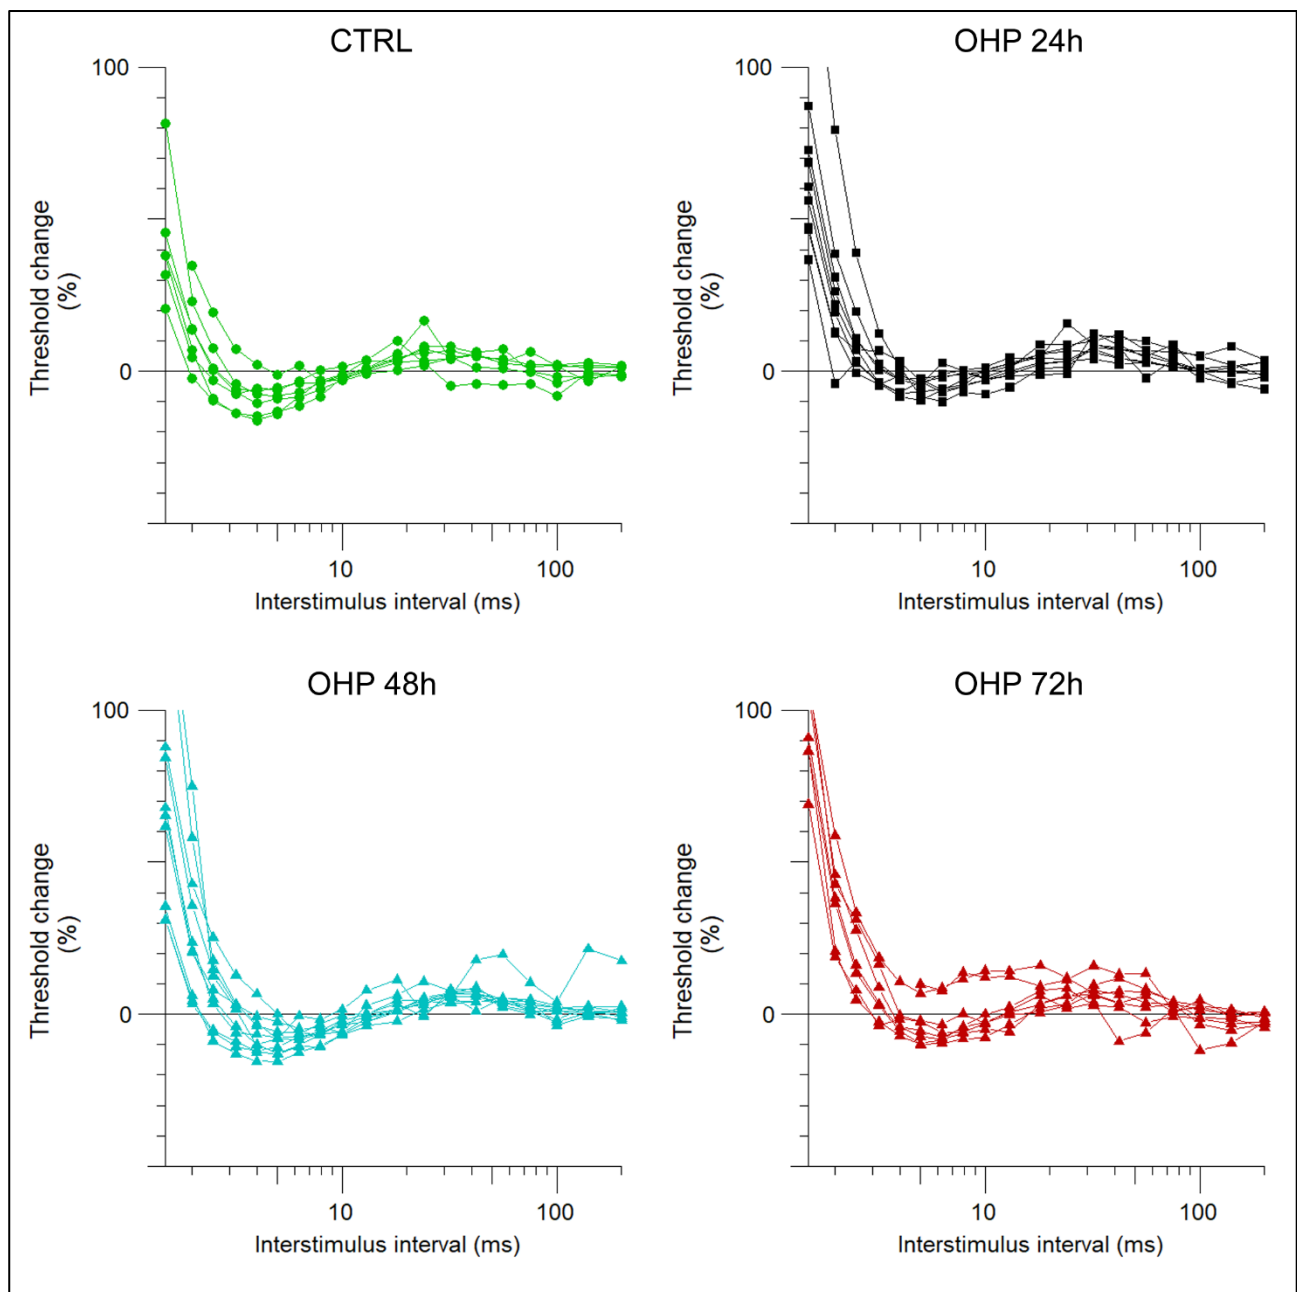 CTRL
100
0
Threshold change
(%)
10
100
Interstimulus interval (ms)
OHP 24h
100
0
Threshold change
(%)
10
100
Interstimulus interval (ms)
OHP 48h
100
0
Threshold change
(%)
10
100
Interstimulus interval (ms)
OHP 72h
100
0
Threshold change
(%)
10
100
Interstimulus interval (ms)